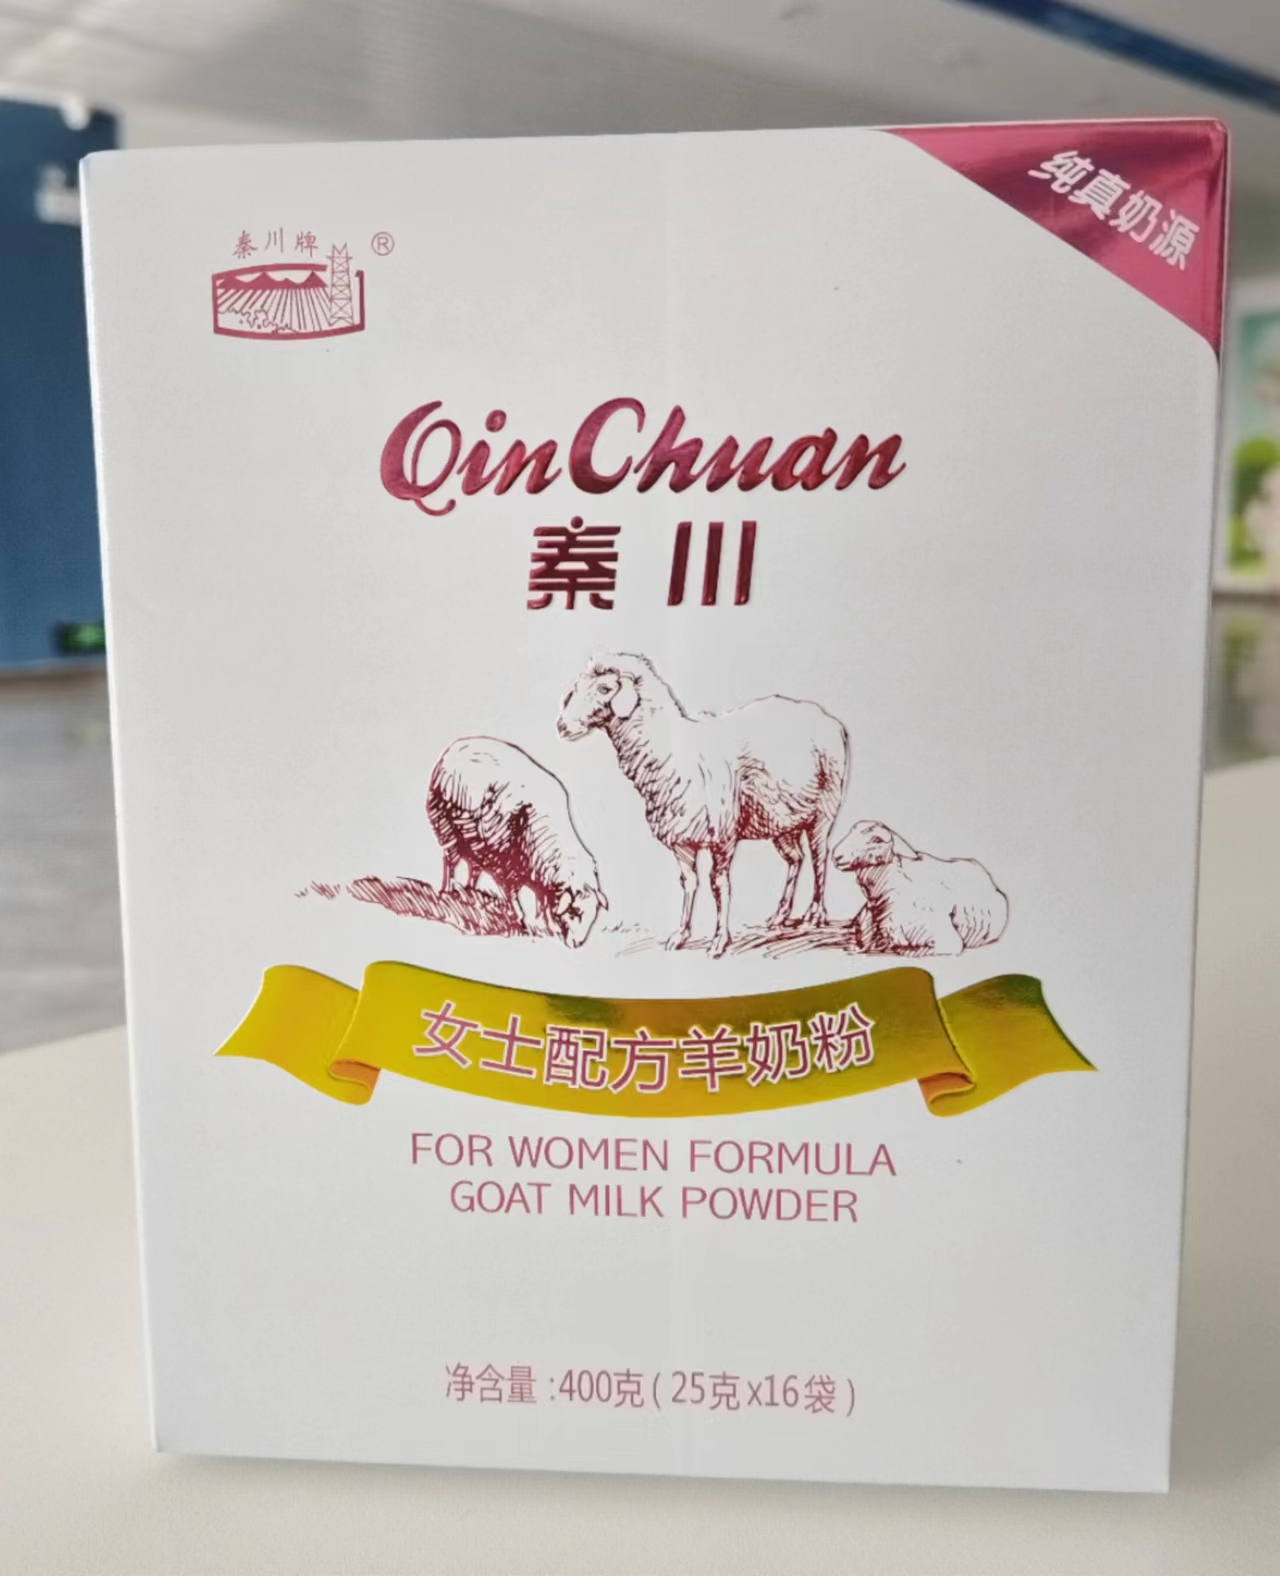 纯真奶源
秦川牌 ®
QinChuan
秦川
女士配方羊奶粉
FOR WOMEN FORMULA
GOAT MILK POWDER
净含量:400克(25克x16袋)